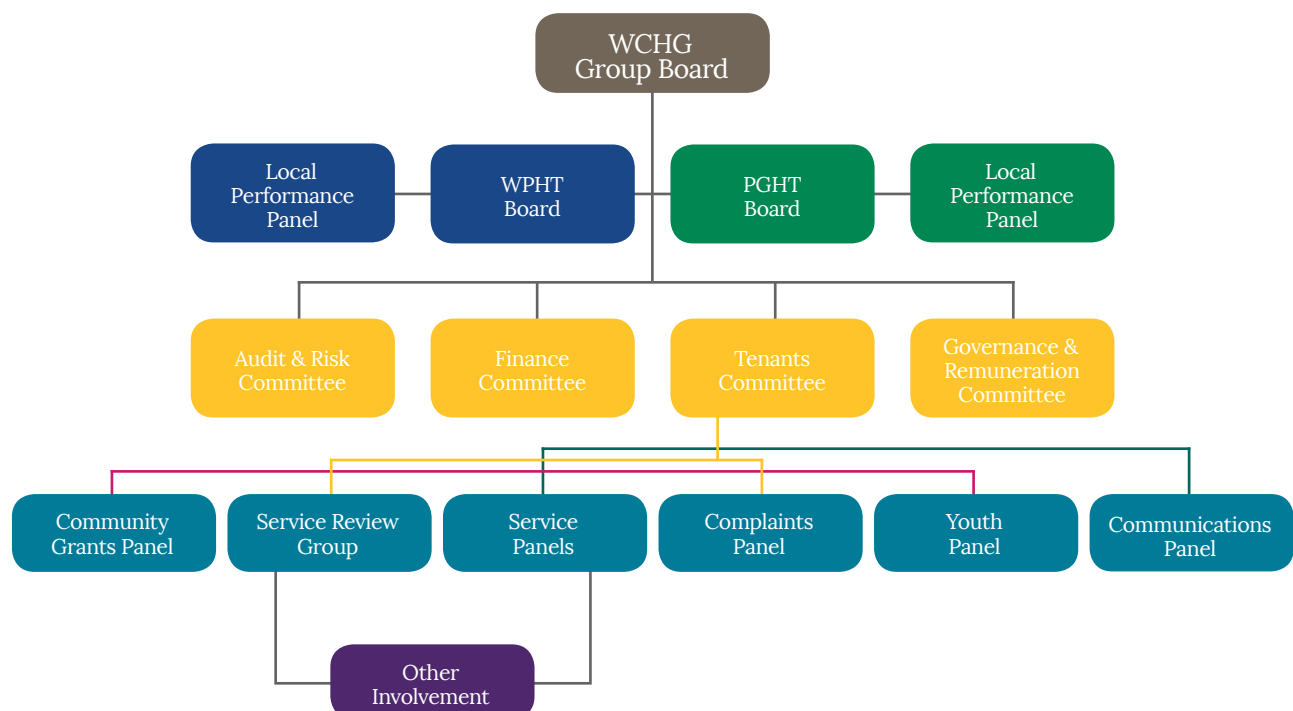 WCHG
Group Board
Local
Performance
Panel
WPHT
Board
PGHT
Board
Local
Performance
Panel
Audit & Risk
Committee
Finance
Committee
Tenants
Committee
Governance &
Remuneration
Committee
Community
Grants Panel
Service Review
Group
Service
Panels
Complaints
Panel
Youth
Panel
Communications
Panel
Other
Involvement